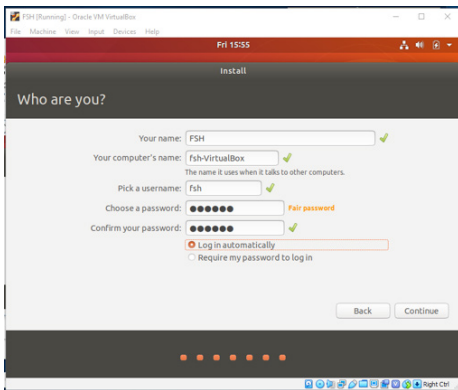 FSH [Running] - Oracle VM VirtualBox
File Machine View Input Devices Help
Fri 15:55
Install
Who are you?
Your name: FSH
Your computer's name: fsh-VirtualBox
The name it uses when it talks to other computers.
Pick a username: fsh
Choose a password: ●●●●●● Fair password
Confirm your password: ●●●●●●
Log in automatically
Require my password to log in
Back Continue
Right Ctrl